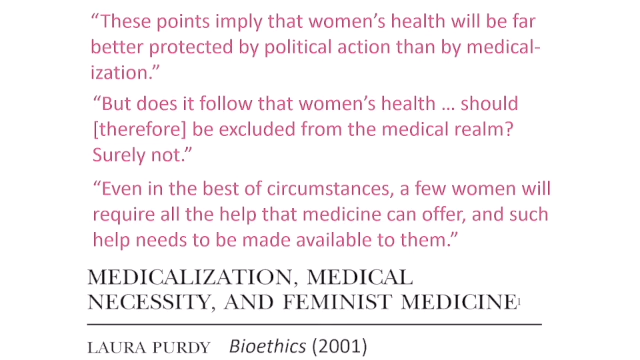 “These points imply that women’s health will be far
better protected by political action than by medical-
ization.”
“But does it follow that women’s health … should
[therefore] be excluded from the medical realm?
Surely not.”
“Even in the best of circumstances, a few women will
require all the help that medicine can offer, and such
help needs to be made available to them.”
MEDICALIZATION, MEDICAL
NECESSITY, AND FEMINIST MEDICINE¹
LAURA PURDY Bioethics (2001)